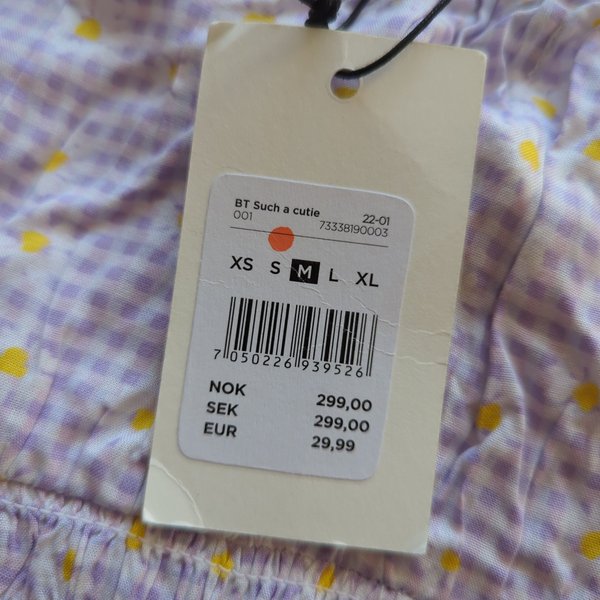 BT Such a cutie 22-01
001 73338190003
XS S M L XL
7 050226 939526
NOK 299,00
SEK 299,00
EUR 29,99